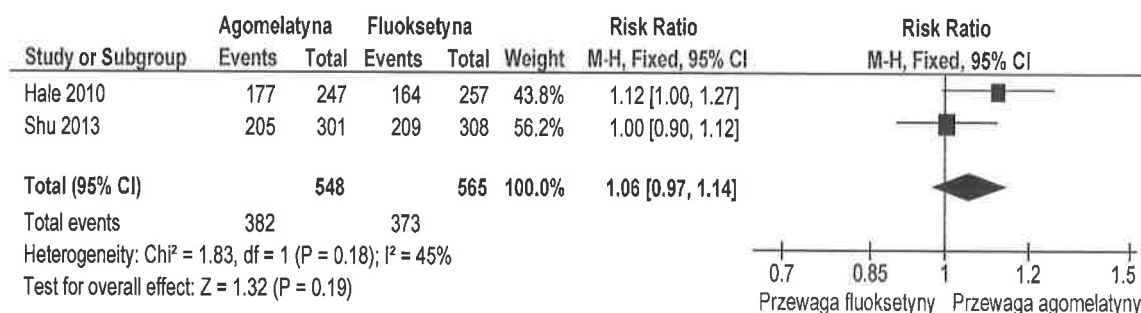 Agomelatyna Fluoksetyna Risk Ratio Risk Ratio
Study or Subgroup Events Total Events Total Weight M-H, Fixed, 95% CI M-H, Fixed, 95% CI
Hale 2010 177 247 164 257 43.8% 1.12 [1.00, 1.27]
Shu 2013 205 301 209 308 56.2% 1.00 [0.90, 1.12]
Total (95% CI) 548 565 100.0% 1.06 [0.97, 1.14]
Total events 382 373
Heterogeneity: Chi² = 1.83, df = 1 (P = 0.18); I² = 45%
Test for overall effect: Z = 1.32 (P = 0.19)
0.7 0.85 1 1.2 1.5
Przewaga fluoksetyny Przewaga agomelatyny